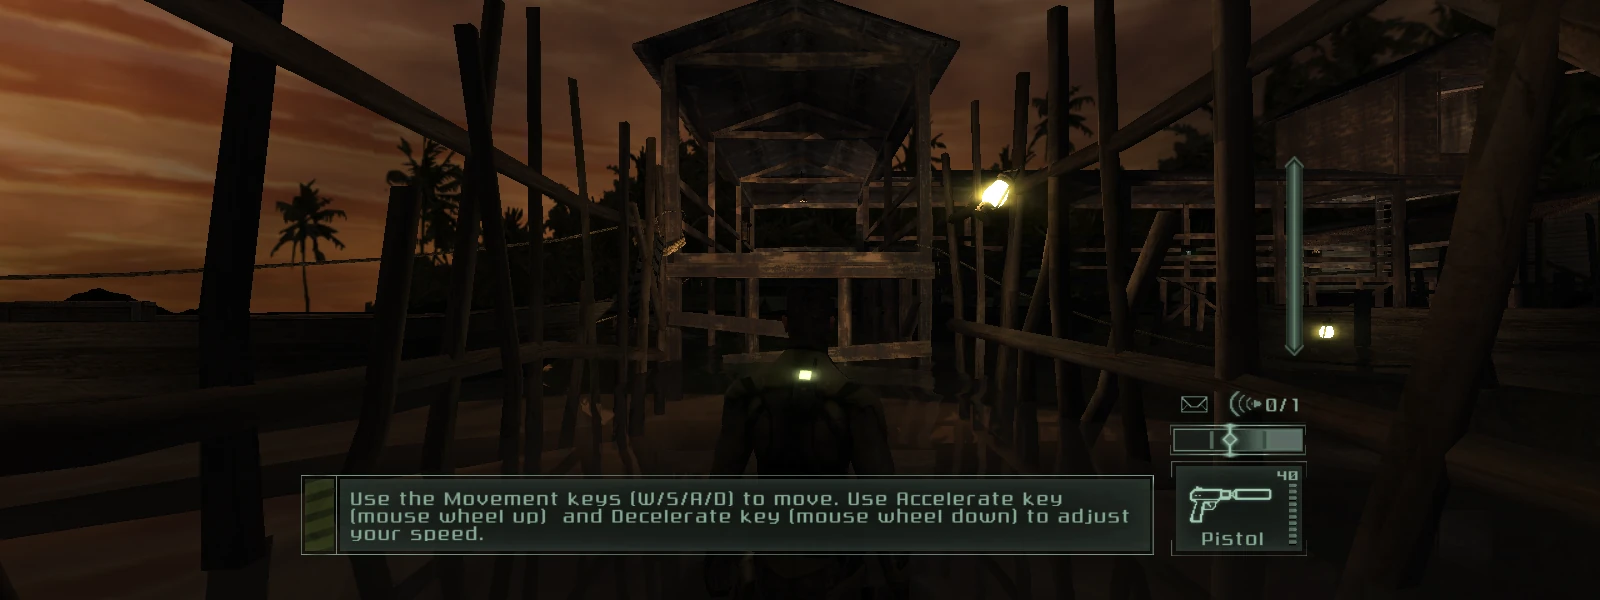 0/1
40
Use the Movement keys (W/S/A/D) to move. Use Accelerate key
(mouse wheel up)  and Decelerate key (mouse wheel down) to adjust
your speed.
Pistol